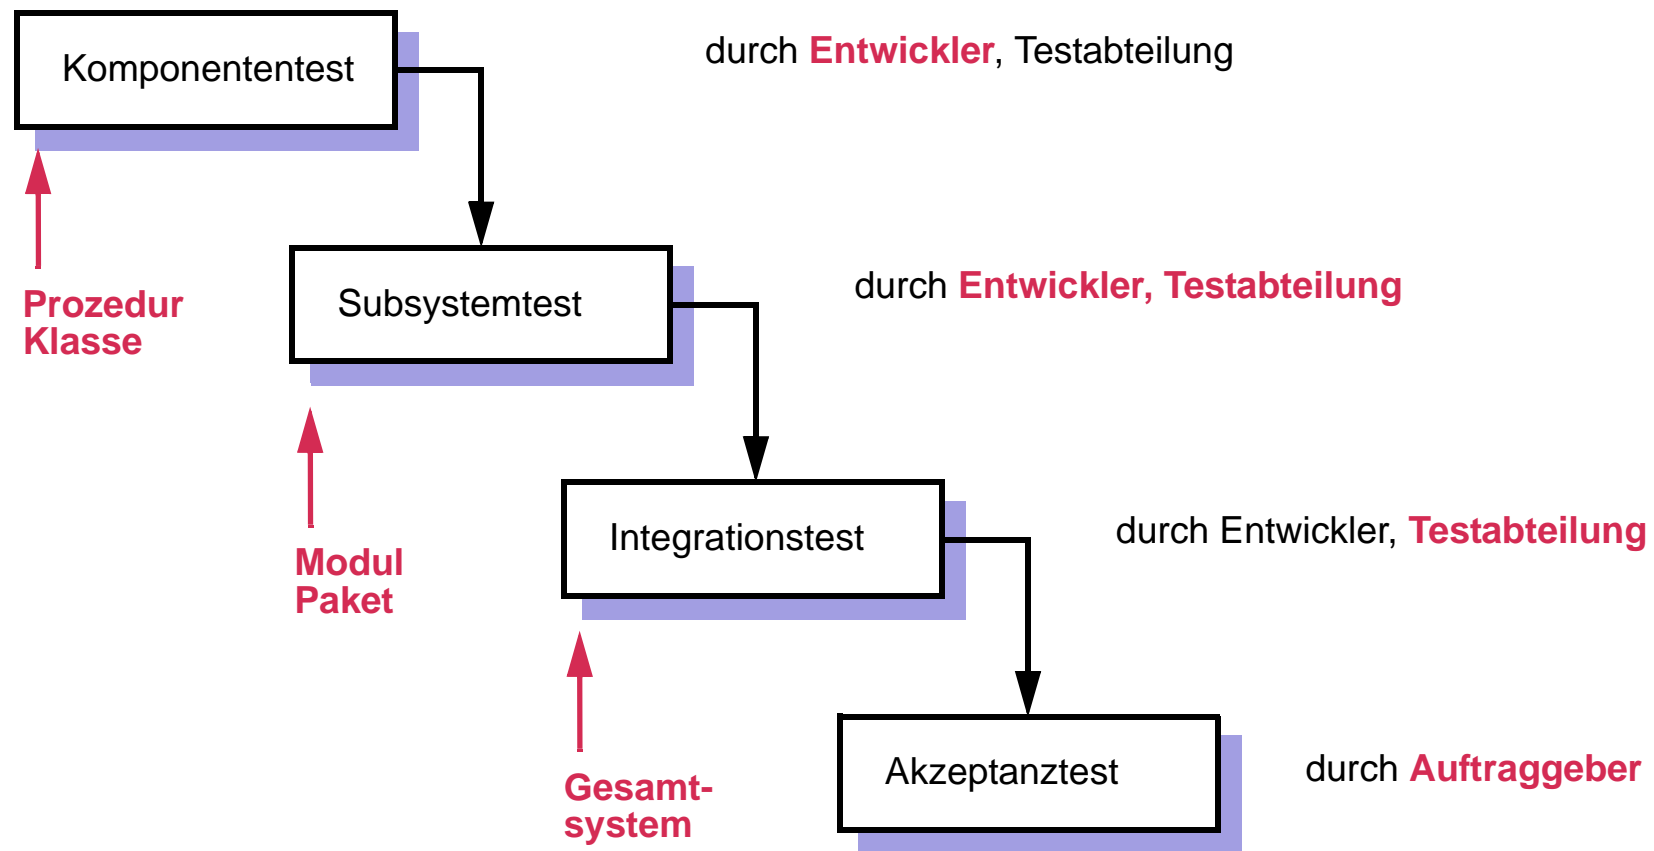 Komponententest
durch Entwickler, Testabteilung
Prozedur
Klasse
Subsystemtest
durch Entwickler, Testabteilung
Modul
Paket
Integrationstest
durch Entwickler, Testabteilung
Gesamt-
system
Akzeptanztest
durch Auftraggeber